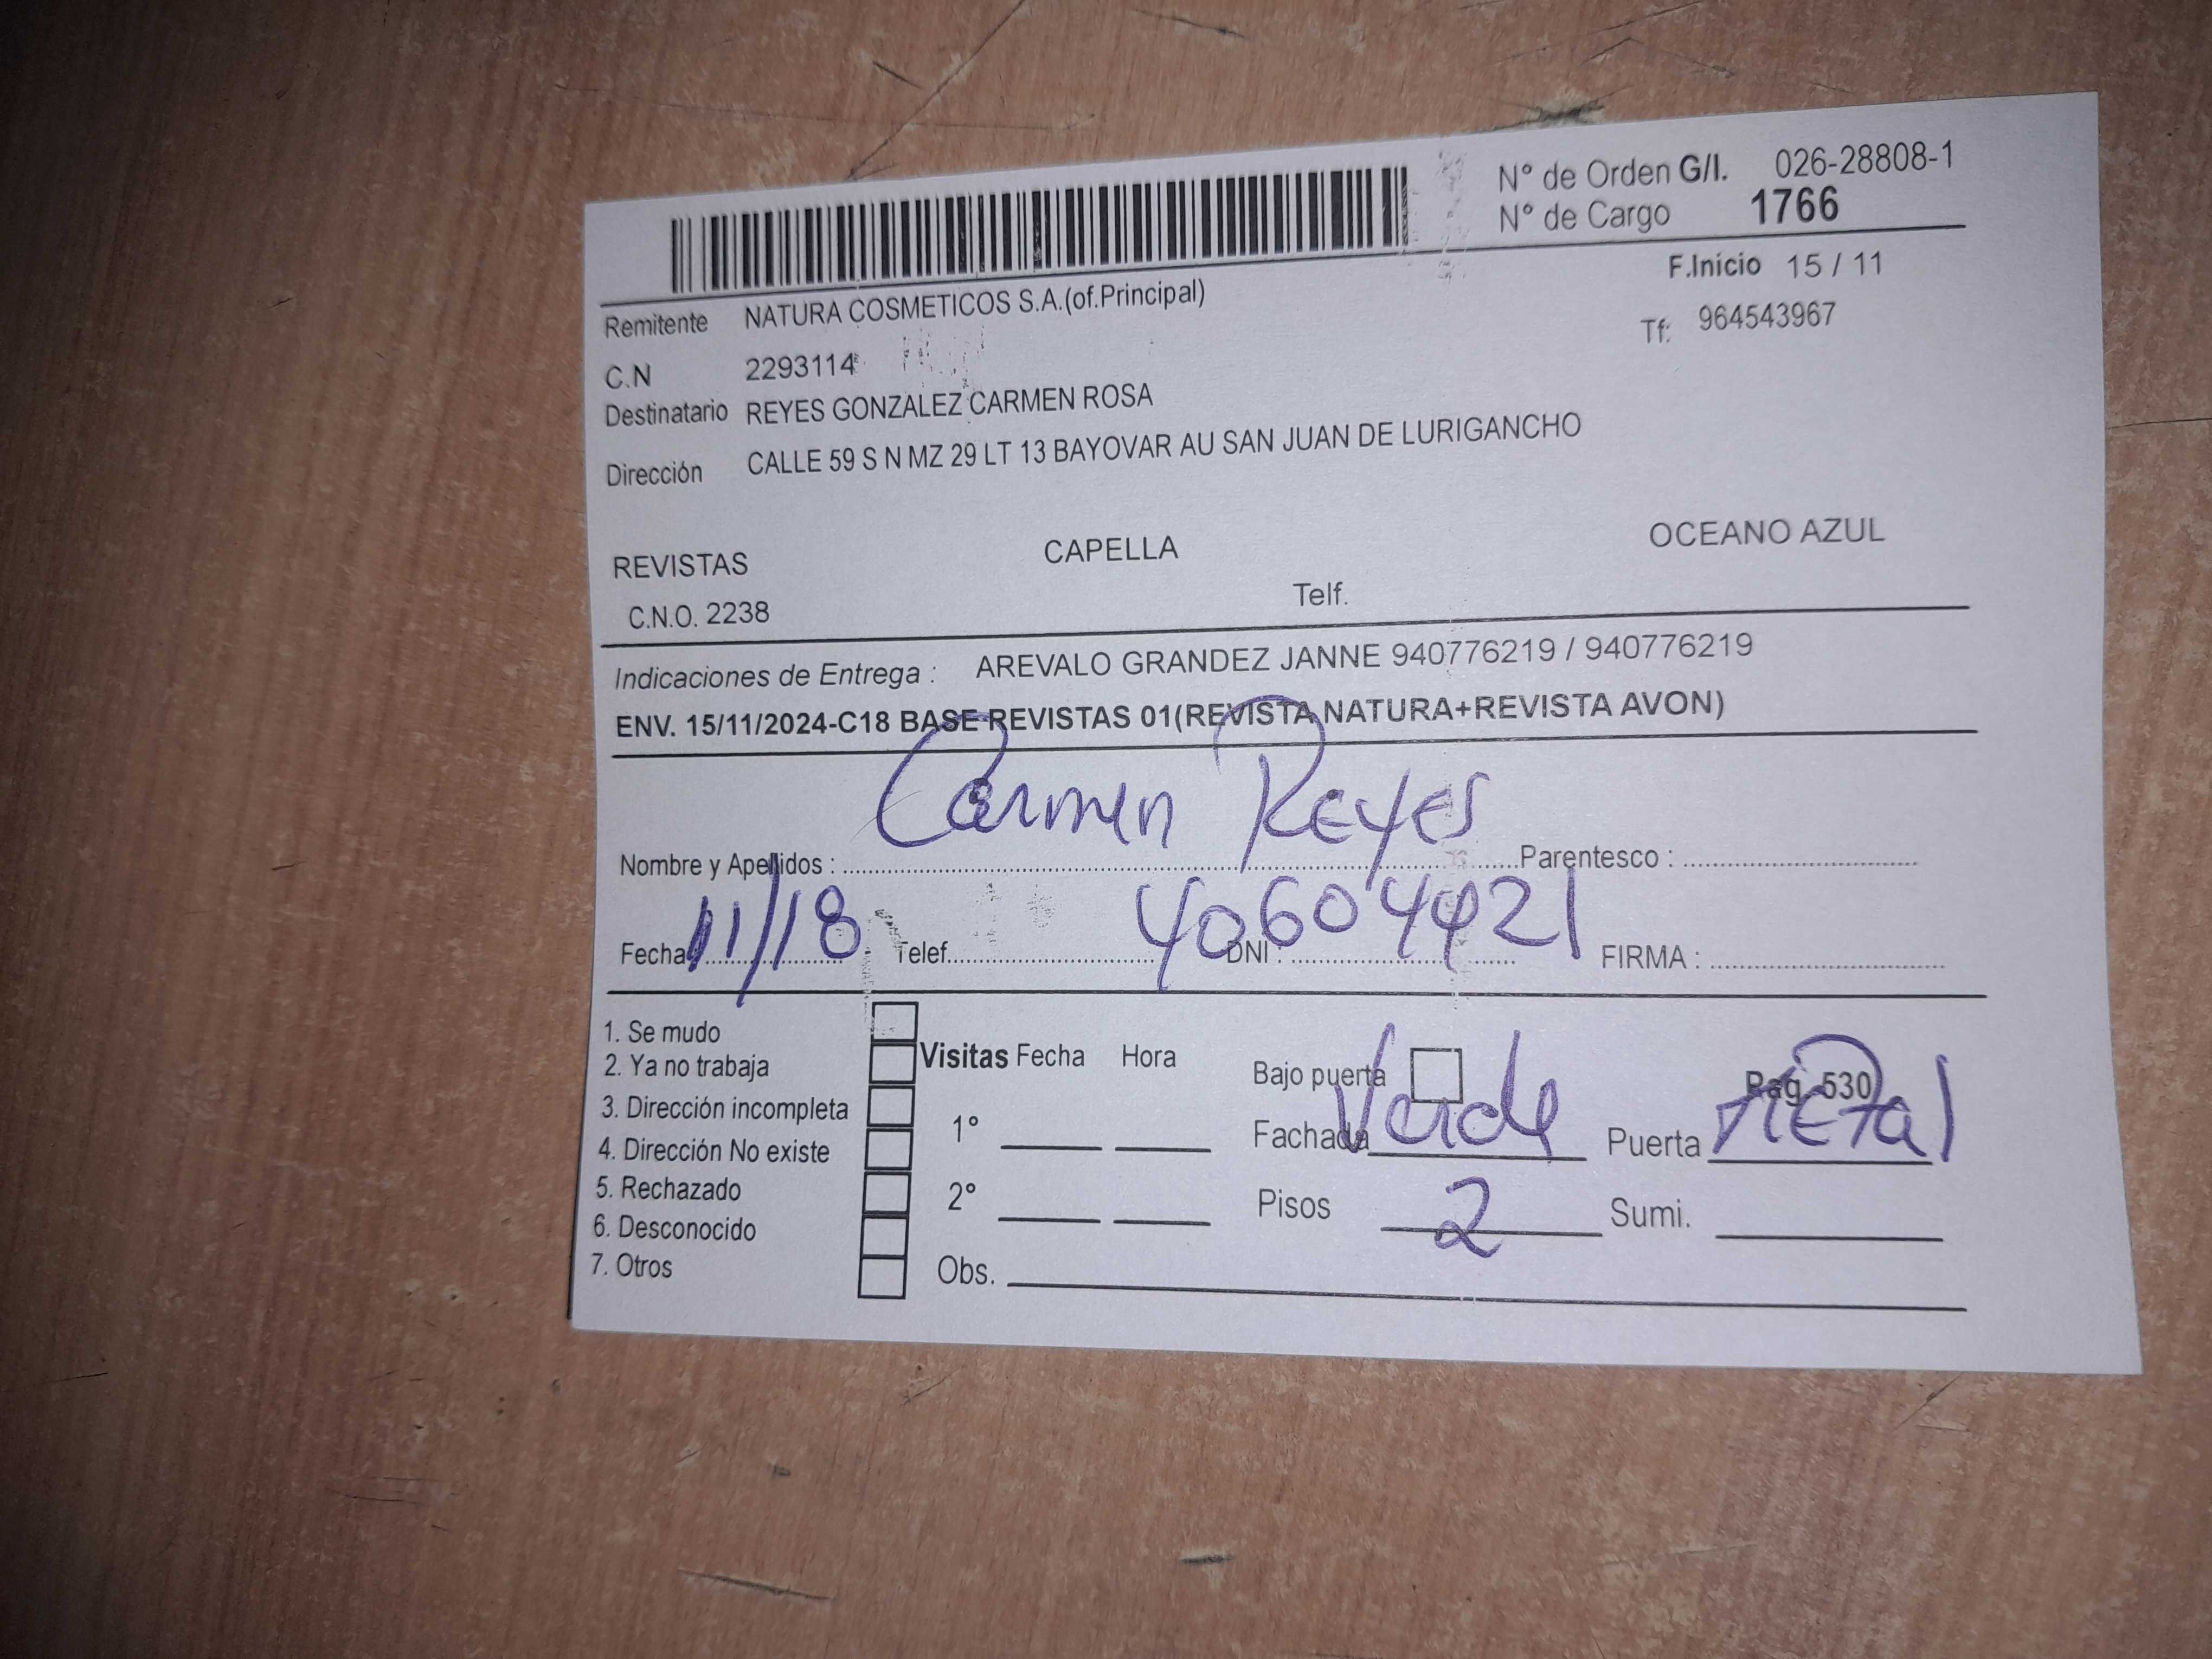 N° de Orden G/I. 026-28808-1
N° de Cargo 1766
F.Inicio 15 / 11
Remitente NATURA COSMETICOS S.A.(of.Principal)
Tf: 964543967
C.N 2293114
Destinatario REYES GONZALEZ CARMEN ROSA
Dirección CALLE 59 S N MZ 29 LT 13 BAYOVAR AU SAN JUAN DE LURIGANCHO
REVISTAS CAPELLA OCEANO AZUL
C.N.O. 2238 Telf.
Indicaciones de Entrega : AREVALO GRANDEZ JANNE 940776219 / 940776219
ENV. 15/11/2024-C18 BASE-REVISTAS 01(REVISTA NATURA+REVISTA AVON)
Nombre y Apellidos : Carmen Reyes Parentesco :
Fecha 11/18 Telef. DNI : 40604421 FIRMA :
1. Se mudo
2. Ya no trabaja
3. Dirección incompleta
4. Dirección No existe
5. Rechazado
6. Desconocido
7. Otros
Visitas Fecha Hora
1°
2°
Obs.
Bajo puerta Pag. 530
Fachada Verde Puerta Metal
Pisos 2 Sumi.